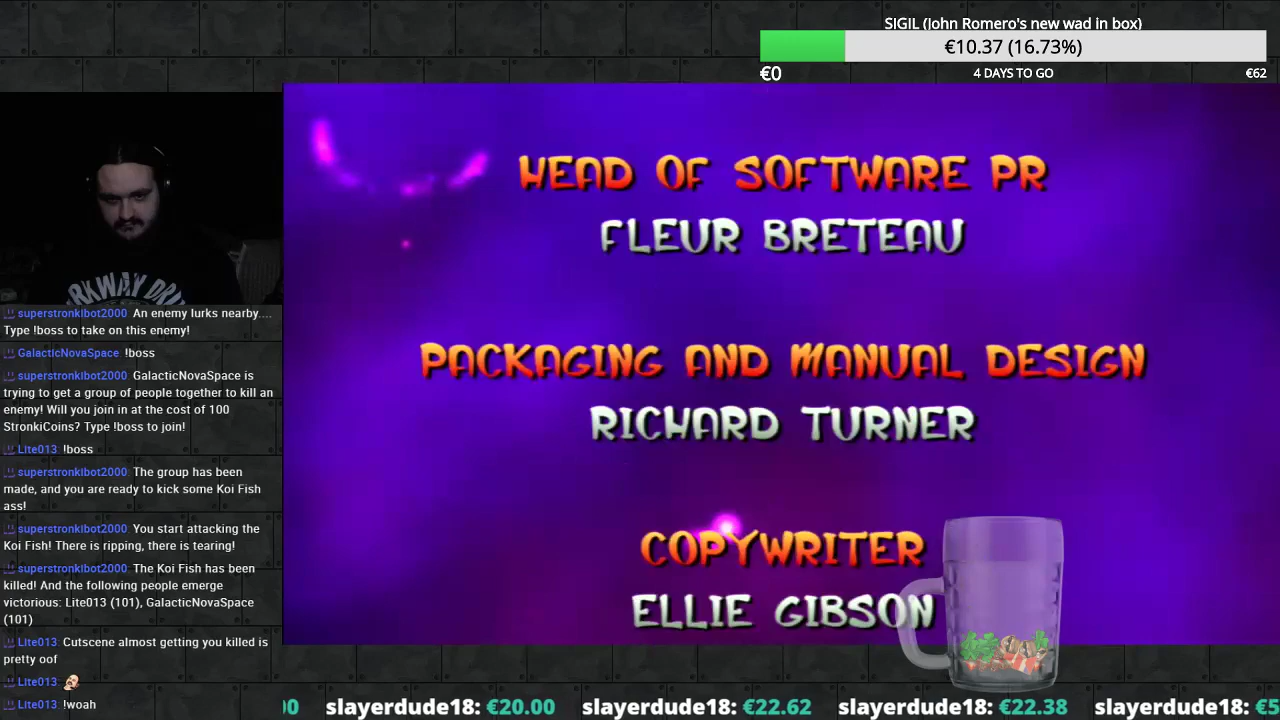 SIGIL (John Romero's new wad in box)
€10.37 (16.73%)
€0
4 DAYS TO GO
€62
HEAD OF SOFTWARE PR
FLEUR BRETEAU
PACKAGING AND MANUAL DESIGN
RICHARD TURNER
COPYWRITER
ELLIE GIBSON
superstronklbot2000: An enemy lurks nearby....
Type !boss to take on this enemy!
GalacticNovaSpace: !boss
superstronklbot2000: GalacticNovaSpace is
trying to get a group of people together to kill an
enemy! Will you join in at the cost of 100
StronkiCoins? Type !boss to join!
Lite013: !boss
superstronklbot2000: The group has been
made, and you are ready to kick some Koi Fish
ass!
superstronklbot2000: You start attacking the
Koi Fish! There is ripping, there is tearing!
superstronklbot2000: The Koi Fish has been
killed! And the following people emerge
victorious: Lite013 (101), GalacticNovaSpace
(101)
Lite013: Cutscene almost getting you killed is
pretty oof
Lite013:
Lite013: !woah
00 slayerdude18: €20.00 slayerdude18: €22.62 slayerdude18: €22.38 slayerdude18: €5